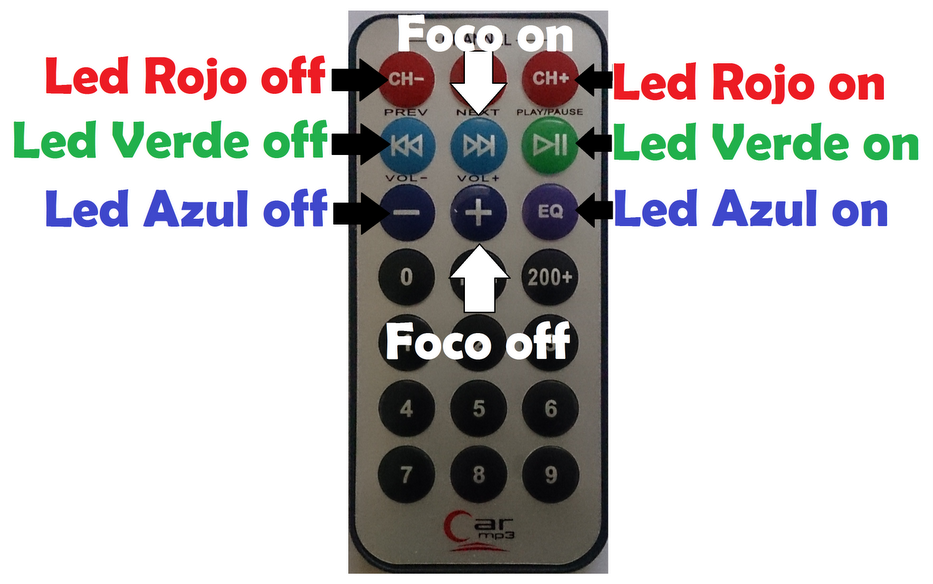 Foco on
Led Rojo off
CH-
CH+
Led Rojo on
PREV
NEXT
PLAY/PAUSE
Led Verde off
Led Verde on
VOL-
VOL+
Led Azul off
EQ
Led Azul on
0
200+
Foco off
4
5
6
7
8
9
Car
mp3